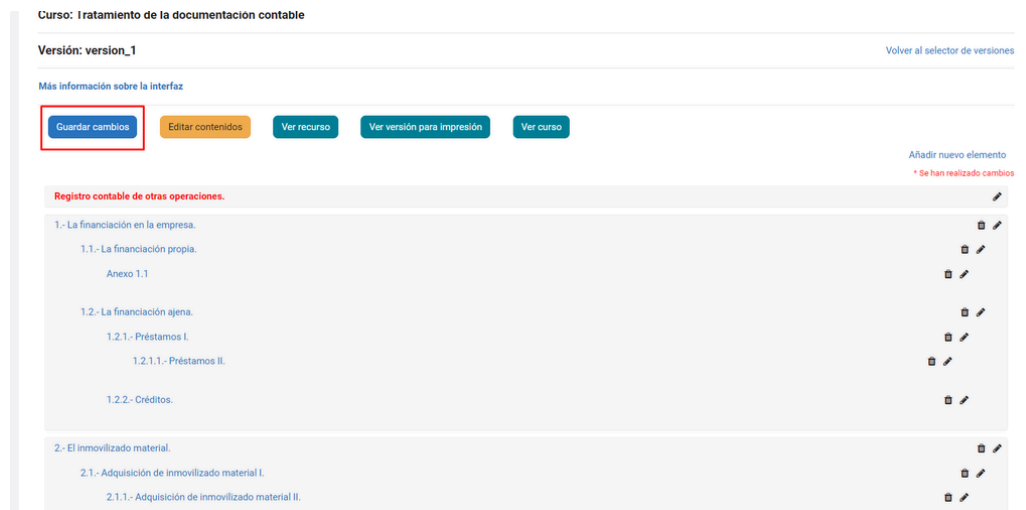 Curso: Tratamiento de la documentación contable
Versión: version_1
Volver al selector de versiones
Más información sobre la interfaz
Guardar cambios
Editar contenidos
Ver recurso
Ver versión para impresión
Ver curso
Añadir nuevo elemento
* Se han realizado cambios
Registro contable de otras operaciones.
1.- La financiación en la empresa.
1.1.- La financiación propia.
Anexo 1.1
1.2.- La financiación ajena.
1.2.1.- Préstamos I.
1.2.1.1.- Préstamos II.
1.2.2.- Créditos.
2.- El inmovilizado material.
2.1.- Adquisición de inmovilizado material I.
2.1.1.- Adquisición de inmovilizado material II.